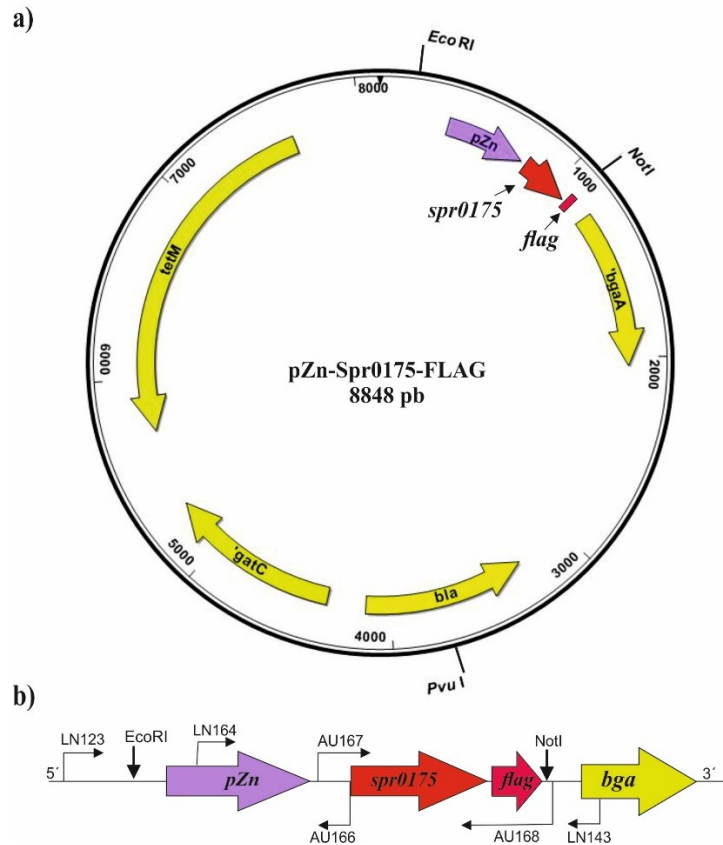 a)
EcoRI
8000
pZn
NotI
1000
7000
spr0175
flag
tetM
'bgaA
pZn-Spr0175-FLAG
8848 pb
6000
2000
5000
'gatC
bla
3000
4000
Pvu I
b)
LN123
EcoRI
LN164
AU167
NotI
5´
pZn
spr0175
flag
bga
3´
AU166
AU168
LN143